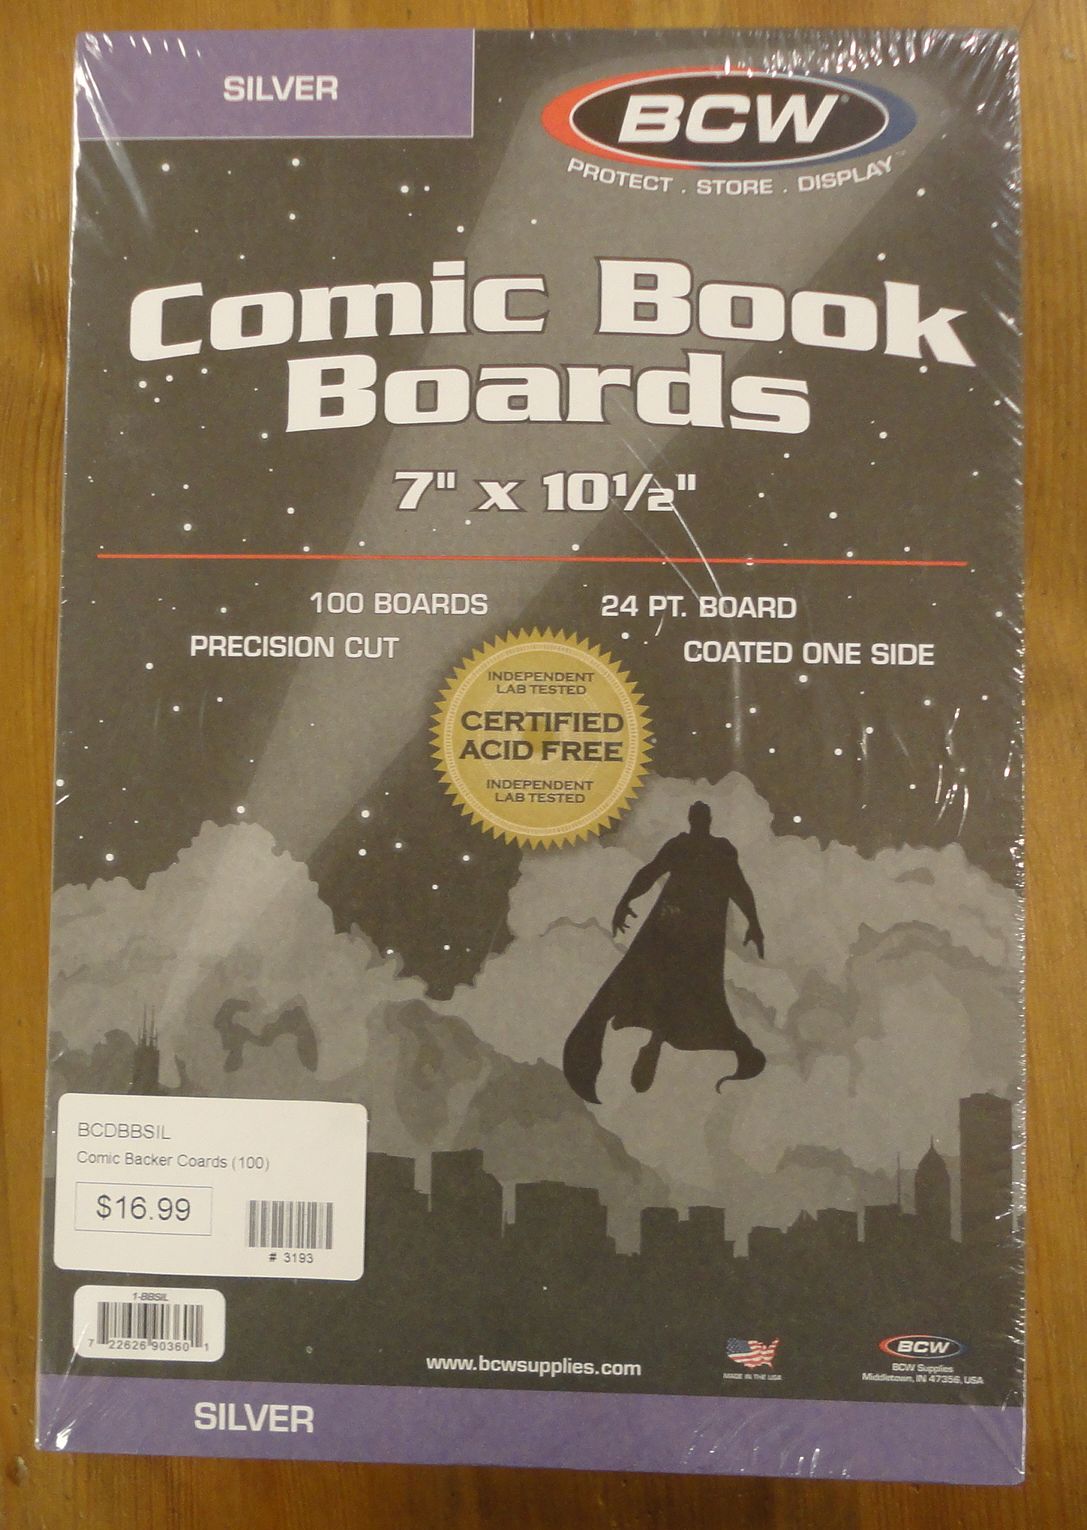 SILVER
BCW
PROTECT . STORE . DISPLAY™
Comic Book
Boards
7" x 10½"
100 BOARDS
24 PT. BOARD
PRECISION CUT
COATED ONE SIDE
INDEPENDENT
LAB TESTED
CERTIFIED
ACID FREE
INDEPENDENT
LAB TESTED
BCDBBSIL
Comic Backer Coards (100)
$16.99
# 3193
1-BBSIL
7 22626 90360 1
www.bcwsupplies.com
MADE IN THE USA
BCW
BCW Supplies
Middletown, IN 47356, USA
SILVER